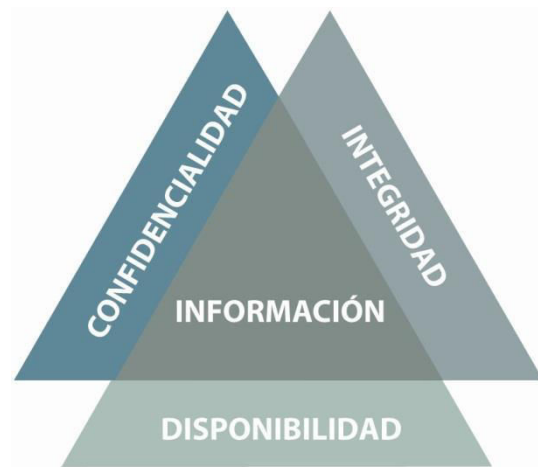 CONFIDENCIALIDAD
INTEGRIDAD
INFORMACIÓN
DISPONIBILIDAD